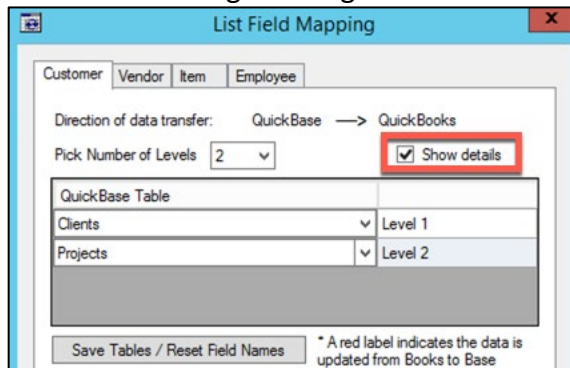 List Field Mapping
X
Customer Vendor Item Employee
Direction of data transfer: QuickBase —> QuickBooks
Pick Number of Levels 2 Show details
QuickBase Table
Clients Level 1
Projects Level 2
Save Tables / Reset Field Names * A red label indicates the data is
updated from Books to Base